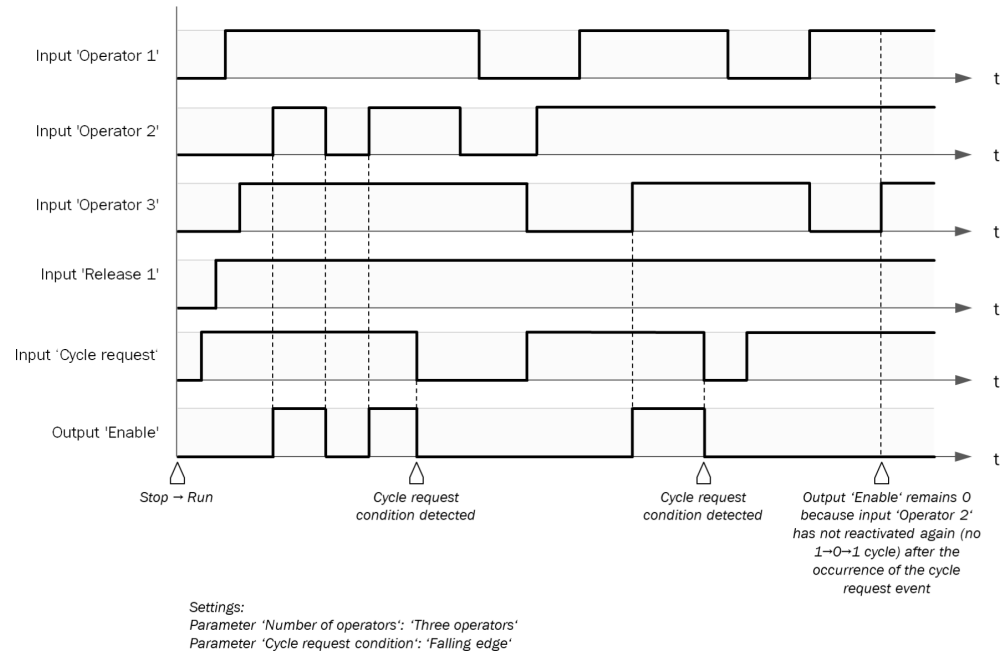 Input 'Operator 1'
t
Input 'Operator 2'
t
Input 'Operator 3'
t
Input 'Release 1'
t
Input ‘Cycle request‘
t
Output 'Enable'
t
Stop → Run
Cycle request
condition detected
Cycle request
condition detected
Output ‘Enable‘ remains 0
because input ‘Operator 2‘
has not reactivated again (no
1→0→1 cycle) after the
occurrence of the cycle
request event
Settings:
Parameter ‘Number of operators‘: ‘Three operators‘
Parameter ‘Cycle request condition‘: ‘Falling edge‘